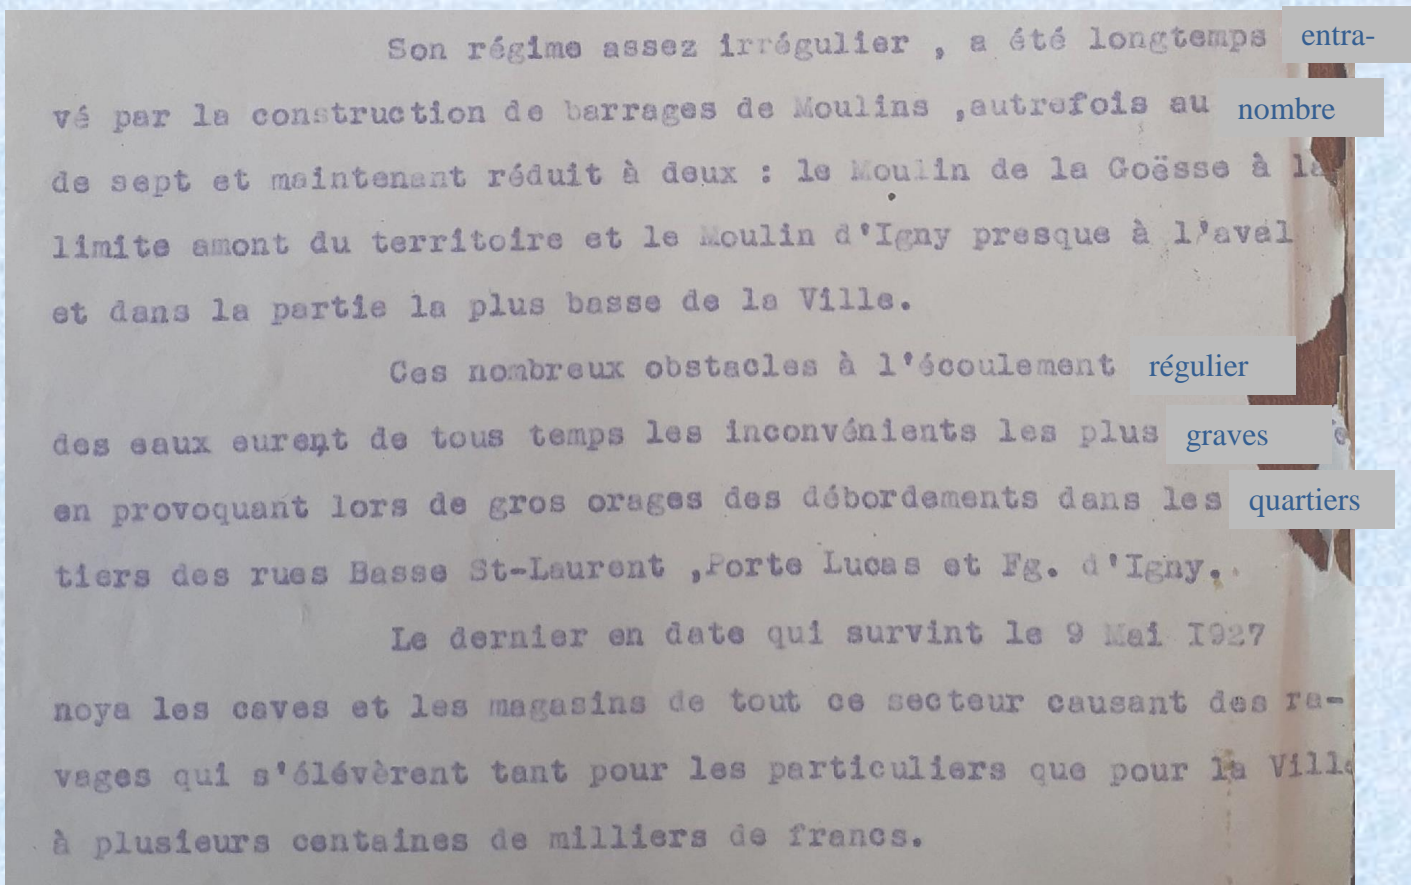 Son régime assez irrégulier , a été longtemps entra-
vé par la construction de barrages de Moulins ,autrefois au nombre
de sept et maintenant réduit à deux : le Moulin de la Goësse à la
limite amont du territoire et le Moulin d'Igny presque à l'aval
et dans la partie la plus basse de la Ville.
Ces nombreux obstacles à l'écoulement régulier
des eaux eurent de tous temps les inconvénients les plus graves
en provoquant lors de gros orages des débordements dans les quartiers
tiers des rues Basse St-Laurent ,Porte Lucas et Fg. d'Igny.
Le dernier en date qui survint le 9 Mai I927
noya les caves et les magasins de tout ce secteur causant des ra-
vages qui s'élévèrent tant pour les particuliers que pour la Ville
à plusieurs centaines de milliers de francs.